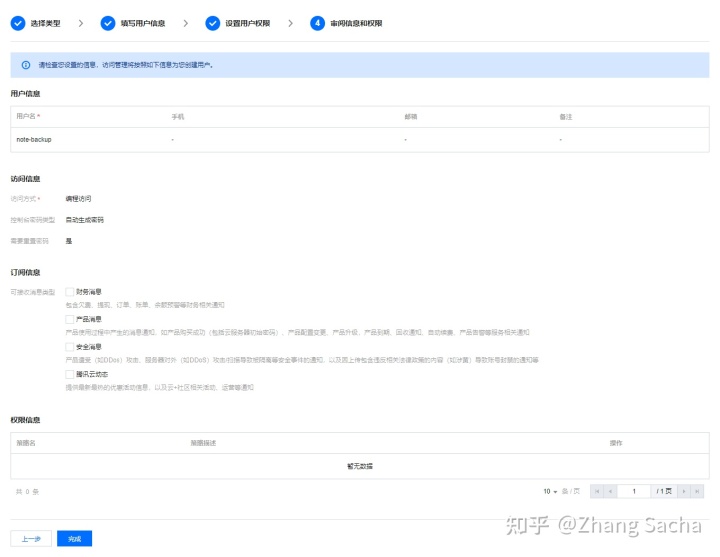 选择类型 填写用户信息 设置用户权限 4 审阅信息和权限
请检查您设置的信息，访问管理将按照如下信息为您创建用户。
用户信息
用户名 * 手机 邮箱 备注
note-backup - - -
访问信息
访问方式 * 编程访问
控制台密码类型 自动生成密码
需要重置密码 是
订阅信息
可接收消息类型 财务消息
包含欠费、提现、订单、账单、余额预警等财务相关通知
产品消息
产品使用过程中产生的消息通知，如产品购买成功（包括云服务器初始密码）、产品配置变更、产品升级、产品到期、回收通知、自动续费、产品告警等服务相关通知
安全消息
产品遭受（如DDos）攻击、服务器对外（如DDoS）攻击/扫描导致被隔离等安全事件的通知，以及因上传包含违反相关法律政策的内容（如涉黄）导致账号封禁的通知等
腾讯云动态
提供最新最热的优惠活动信息，以及云+社区相关活动、运营等通知
权限信息
策略名 策略描述 操作
暂无数据
共 0 条 10 条 / 页 1 / 1 页
上一步 完成
知乎 @Zhang Sacha